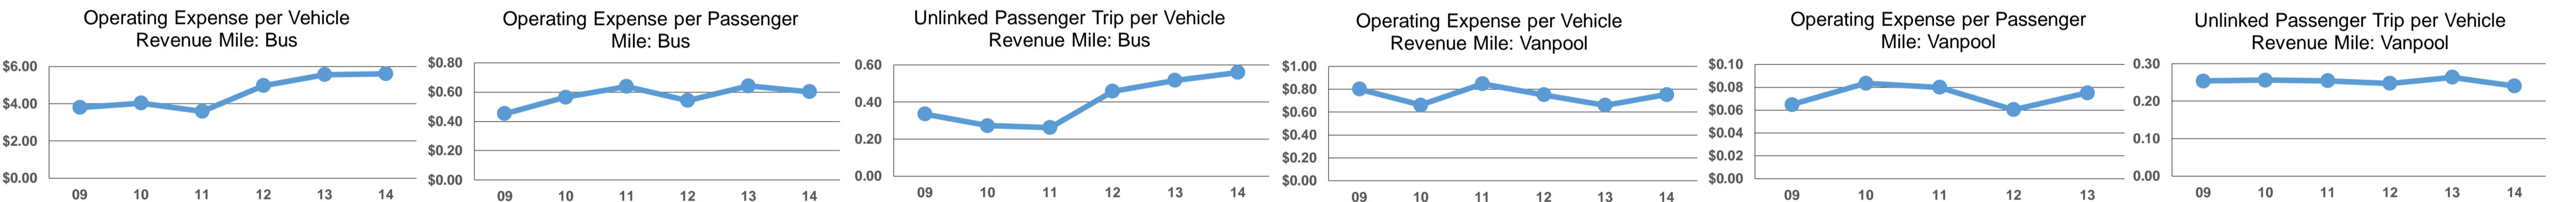 Operating Expense per Vehicle
Revenue Mile: Bus
$6.00
$4.00
$2.00
$0.00
09 10 11 12 13 14
Operating Expense per Passenger
Mile: Bus
$0.80
$0.60
$0.40
$0.20
$0.00
09 10 11 12 13 14
Unlinked Passenger Trip per Vehicle
Revenue Mile: Bus
0.60
0.40
0.20
0.00
09 10 11 12 13 14
Operating Expense per Vehicle
Revenue Mile: Vanpool
$1.00
$0.80
$0.60
$0.40
$0.20
$0.00
09 10 11 12 13 14
Operating Expense per Passenger
Mile: Vanpool
$0.10
$0.08
$0.06
$0.04
$0.02
$0.00
09 10 11 12 13
Unlinked Passenger Trip per Vehicle
Revenue Mile: Vanpool
0.30
0.20
0.10
0.00
09 10 11 12 13 14